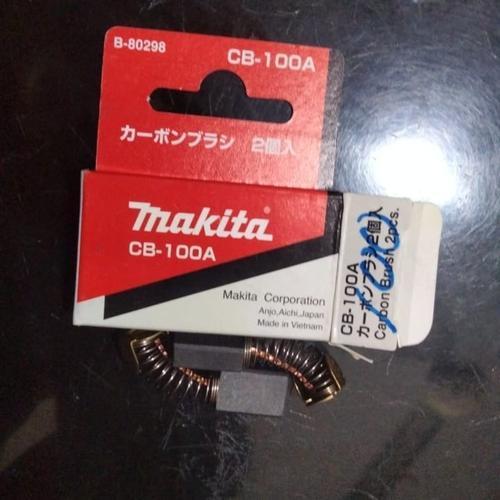 B-80298
CB-100A
カーボンブラシ 2個入
makita
CB-100A
Makita Corporation
Anjo,Aichi,Japan
Made in Vietnam
CB-100A
カーボンブラシ2個入
Carbon Brush 2pcs.